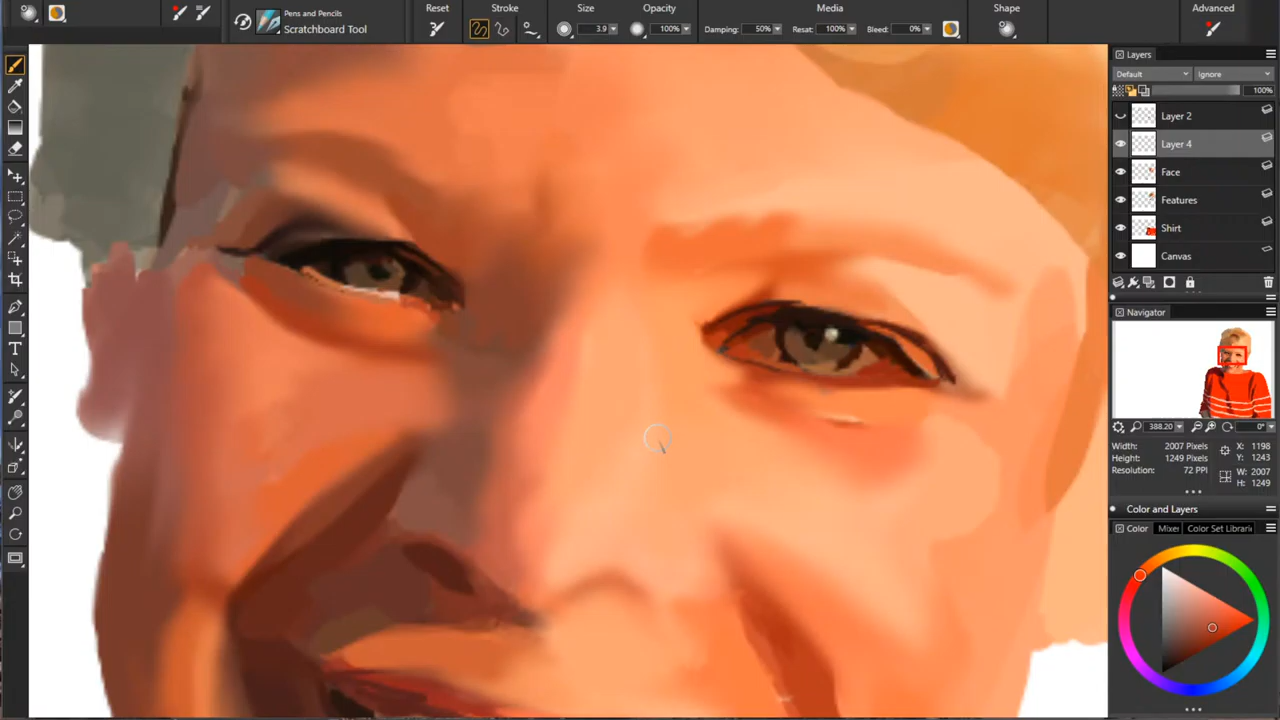 Pens and Pencils
Scratchboard Tool
Reset
Stroke
Size
3.9
Opacity
100%
Media
Damping: 50%
Resat: 100%
Bleed: 0%
Shape
Advanced
Layers
Default
Ignore
100%
Layer 2
Layer 4
Face
Features
Shirt
Canvas
Navigator
388.20
0°
Width: 2007 Pixels
Height: 1249 Pixels
Resolution: 72 PPI
X: 1198
Y: 1243
W: 2007
H: 1249
Color and Layers
Color
Mixer
Color Set Librarie
T